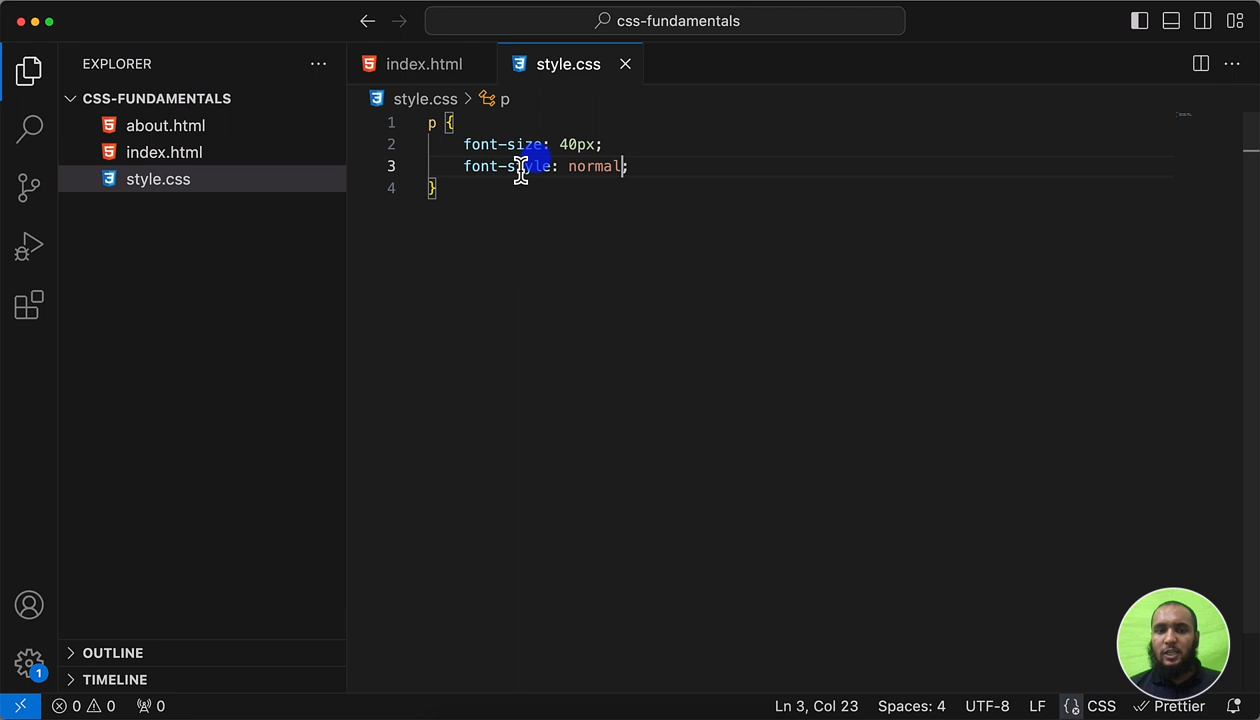 css-fundamentals
EXPLORER
index.html
style.css
CSS-FUNDAMENTALS
about.html
index.html
style.css
style.css > p
1 p {
2 font-size: 40px;
3 font-style: normal;
4 }
OUTLINE
TIMELINE
1
0 0 0
Ln 3, Col 23 Spaces: 4 UTF-8 LF CSS Prettier